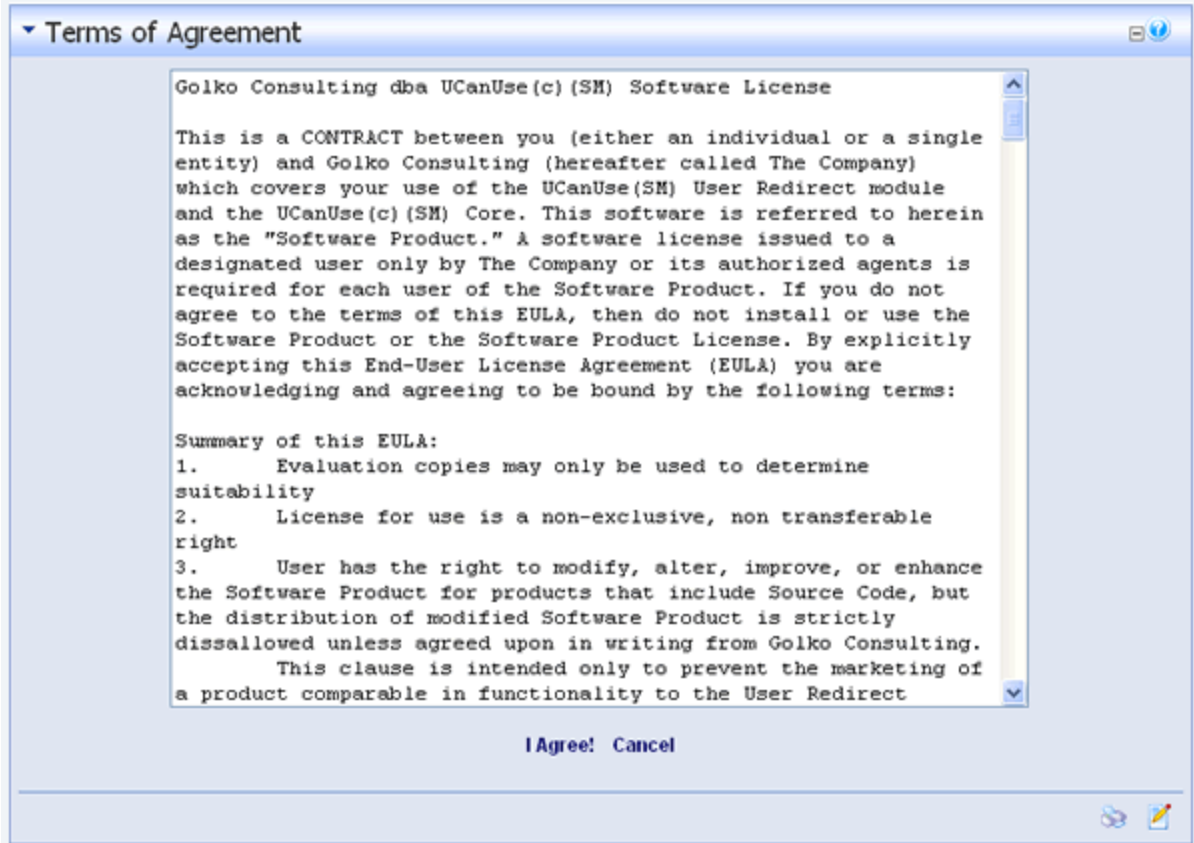 Terms of Agreement
Golko Consulting dba UCanUse(c)(SM) Software License
This is a CONTRACT between you (either an individual or a single
entity) and Golko Consulting (hereafter called The Company)
which covers your use of the UCanUse(SM) User Redirect module
and the UCanUse(c)(SM) Core. This software is referred to herein
as the "Software Product." A software license issued to a
designated user only by The Company or its authorized agents is
required for each user of the Software Product. If you do not
agree to the terms of this EULA, then do not install or use the
Software Product or the Software Product License. By explicitly
accepting this End-User License Agreement (EULA) you are
acknowledging and agreeing to be bound by the following terms:
Summary of this EULA:
1. Evaluation copies may only be used to determine
suitability
2. License for use is a non-exclusive, non transferable
right
3. User has the right to modify, alter, improve, or enhance
the Software Product for products that include Source Code, but
the distribution of modified Software Product is strictly
dissallowed unless agreed upon in writing from Golko Consulting.
This clause is intended only to prevent the marketing of
a product comparable in functionality to the User Redirect
I Agree! Cancel